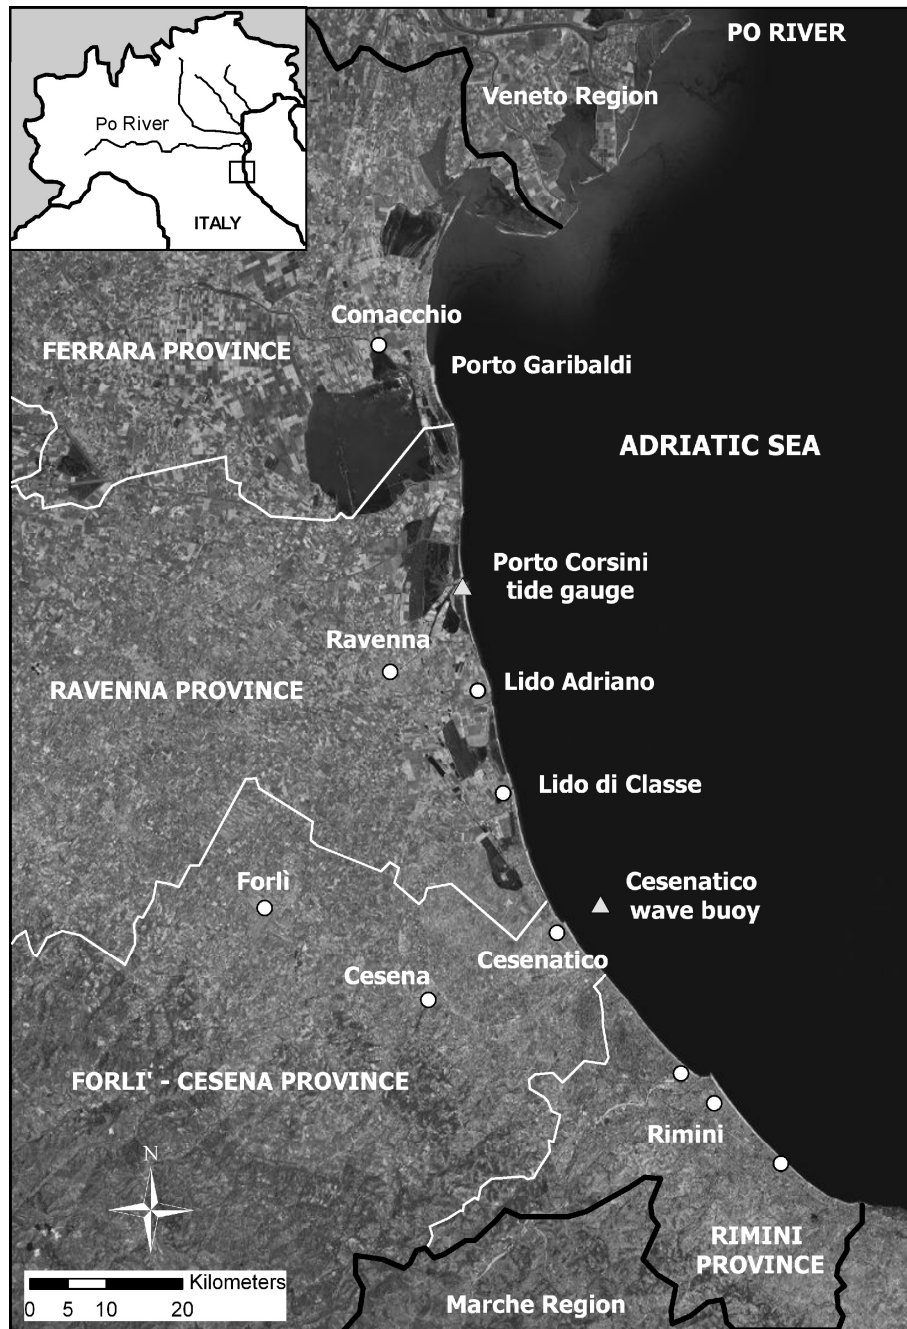 PO RIVER
Veneto Region
Po River
ITALY
Comacchio
FERRARA PROVINCE
Porto Garibaldi
ADRIATIC SEA
Porto Corsini
tide gauge
Ravenna
RAVENNA PROVINCE
Lido Adriano
Lido di Classe
Forlì
Cesenatico
wave buoy
Cesenatico
Cesena
FORLI' - CESENA PROVINCE
Rimini
N
RIMINI
PROVINCE
Kilometers
0 5 10 20
Marche Region